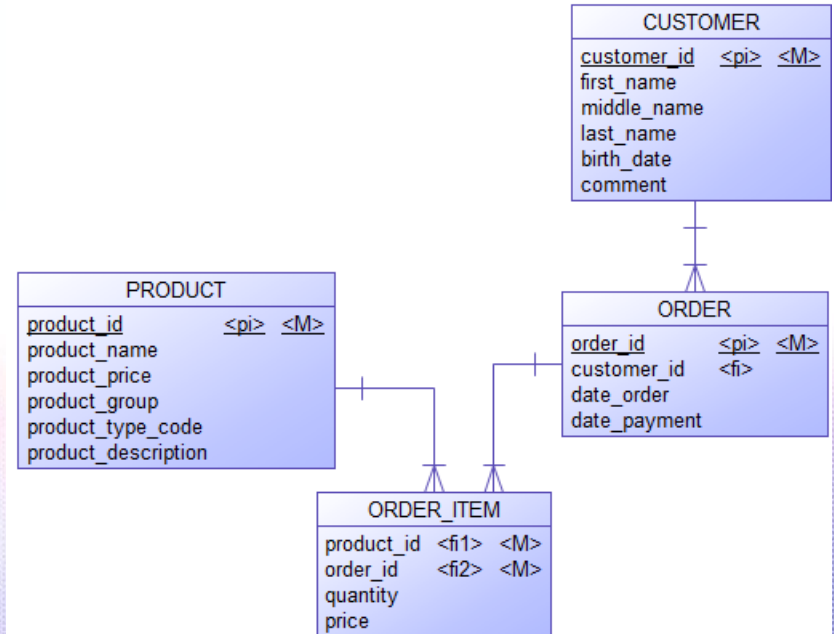 CUSTOMER
customer_id <pi> <M>
first_name
middle_name
last_name
birth_date
comment
PRODUCT
product_id <pi> <M>
product_name
product_price
product_group
product_type_code
product_description
ORDER
order_id <pi> <M>
customer_id <fi>
date_order
date_payment
ORDER_ITEM
product_id <fi1> <M>
order_id <fi2> <M>
quantity
price